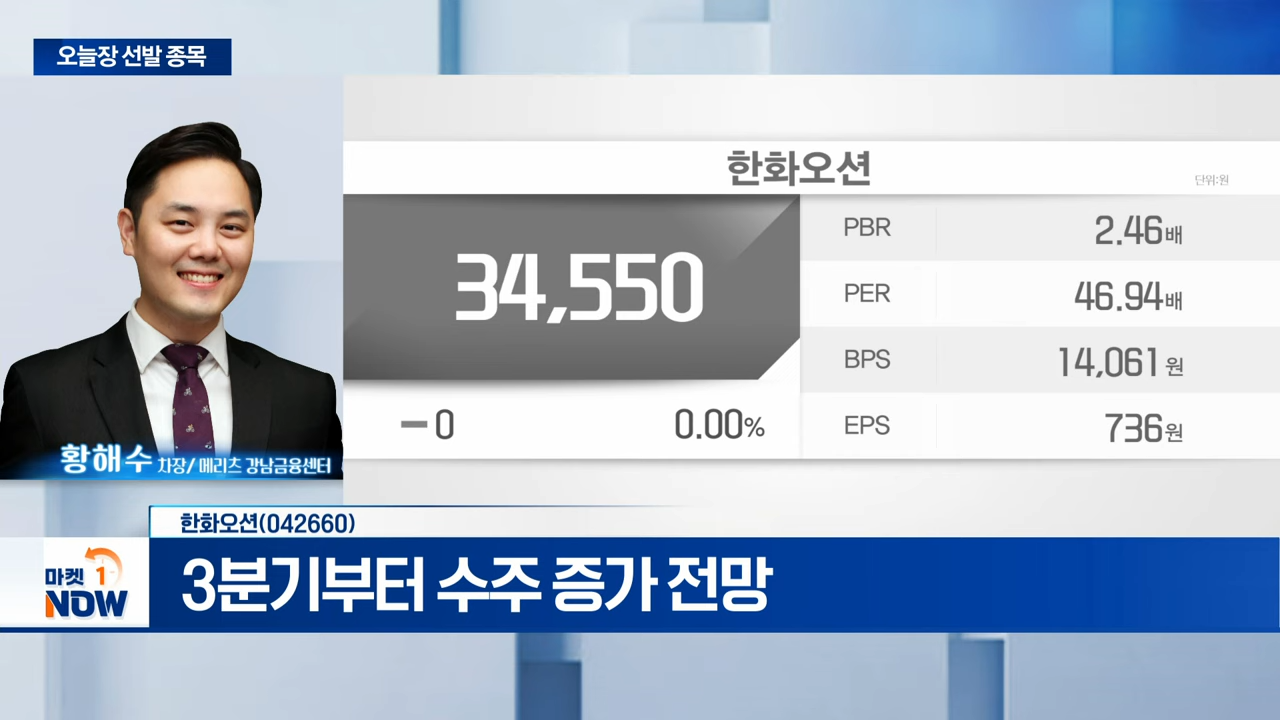 오늘장 선발 종목
한화오션
단위:원
34,550
0 0.00%
PBR 2.46배
PER 46.94배
BPS 14,061 원
EPS 736원
황해수 차장/ 메리츠 강남금융센터
한화오션(042660)
3분기부터 수주 증가 전망
마켓 1
NOW